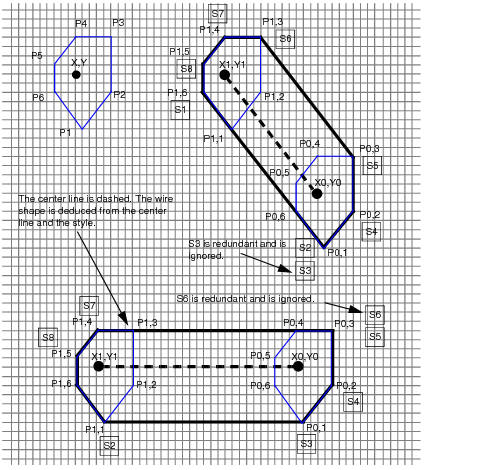 S7
P4
P3
P1,4
P1,3
S6
P5
X,Y
P1,5
S8
X1,Y1
P6
P2
P1,6
P1,2
S1
P1
P1,1
P0,4
P0,3
S5
P0,5
X0,Y0
The center line is dashed. The wire
shape is deduced from the center
line and the style.
P0,6
P0,2
S4
S3 is redundant and is
ignored.
S2
P0,1
S3
S6 is redundant and is ignored.
S7
S6
P1,4
P1,3
P0,4
P0,3
S8
S5
P1,5
X1,Y1
P0,5
X0,Y0
P1,6
P1,2
P0,6
P0,2
S4
P1,1
P0,1
S2
S3